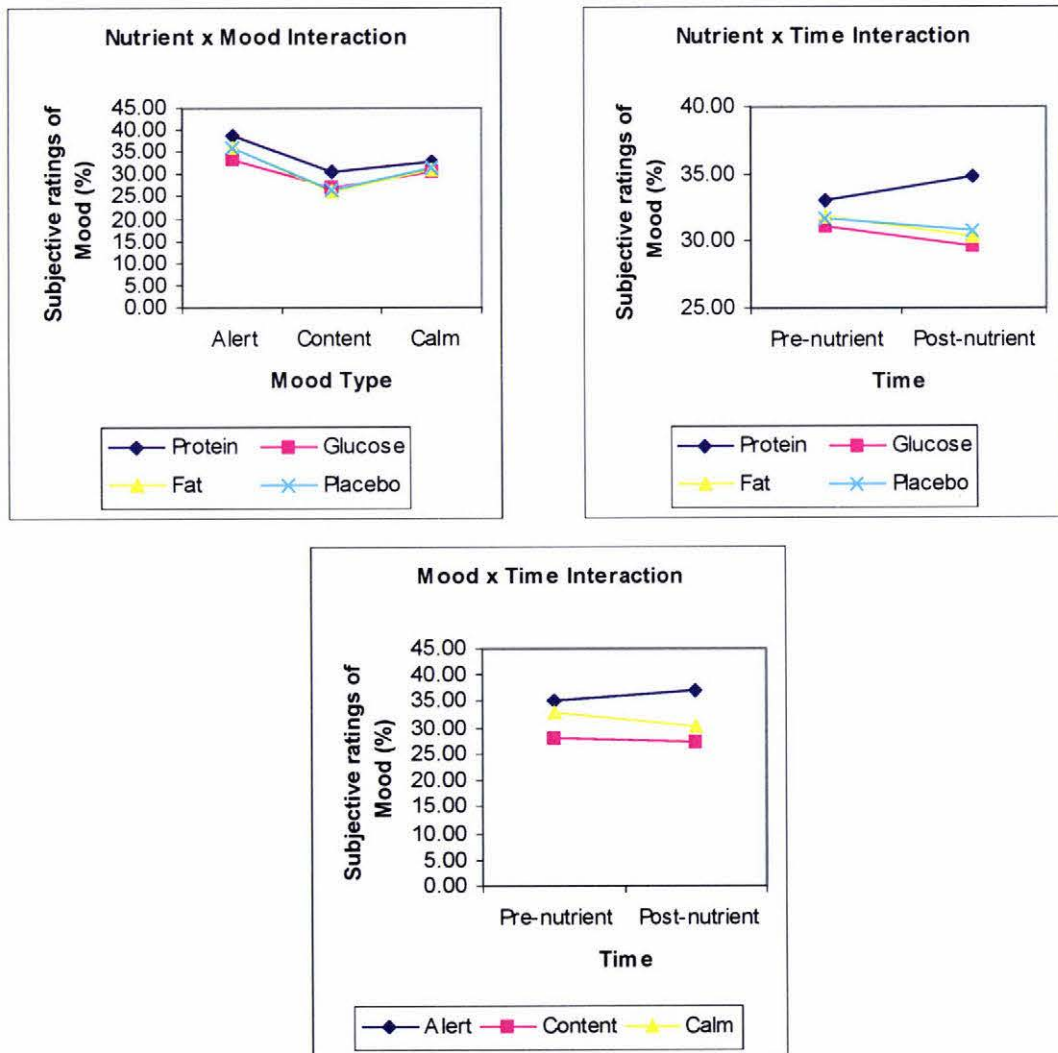 Nutrient x Mood Interaction
Subjective ratings of
Mood (%)
45.00
40.00
35.00
30.00
25.00
20.00
15.00
10.00
5.00
0.00
Alert Content Calm
Mood Type
Protein Glucose
Fat Placebo
Nutrient x Time Interaction
Subjective ratings of
Mood (%)
40.00
35.00
30.00
25.00
Pre-nutrient Post-nutrient
Time
Protein Glucose
Fat Placebo
Mood x Time Interaction
Subjective ratings of
Mood (%)
45.00
40.00
35.00
30.00
25.00
20.00
15.00
10.00
5.00
0.00
Pre-nutrient Post-nutrient
Time
Alert Content Calm